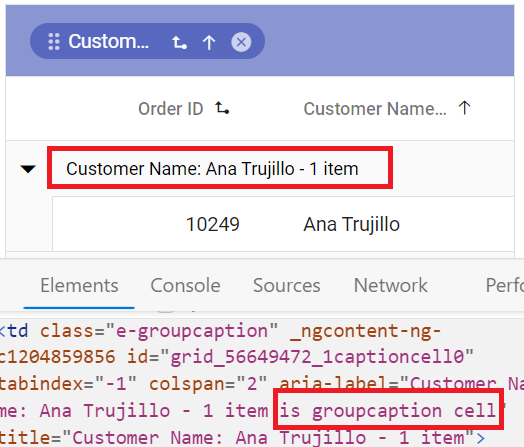 Custom...
Order ID
Customer Name...
Customer Name: Ana Trujillo - 1 item
10249
Ana Trujillo
Elements
Console
Sources
Network
Perfo
<td class="e-groupcaption" _ngcontent-ng-
c1204859856 id="grid_56649472_1captioncell0"
tabindex="-1" colspan="2" aria-label="Customer Na
me: Ana Trujillo - 1 item is groupcaption cell"
title="Customer Name: Ana Trujillo - 1 item">